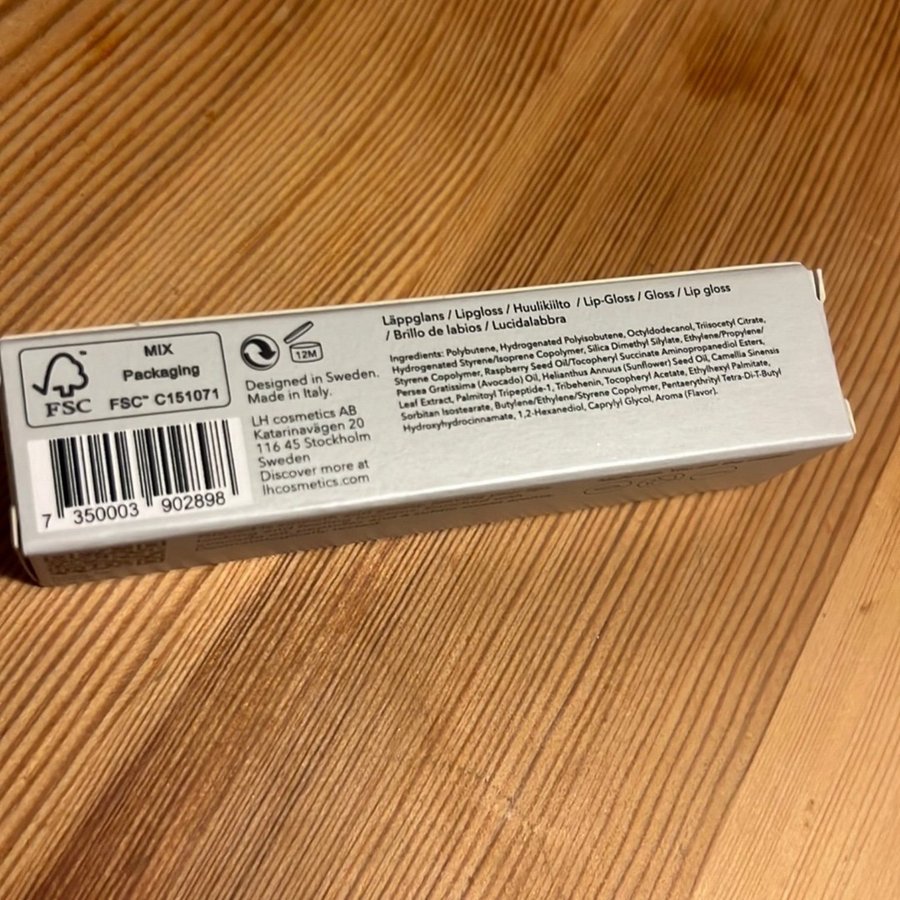 MIX
Packaging
FSC™ C151071
FSC
7 350003 902898
12M
Designed in Sweden.
Made in Italy.
LH cosmetics AB
Katarinavägen 20
116 45 Stockholm
Sweden
Discover more at
lhcosmetics.com
Läppglans / Lipgloss / Huulikiilto / Lip-Gloss / Gloss / Lip gloss
/ Brillo de labios / Lucidalabbra
Ingredients: Polybutene, Hydrogenated Polyisobutene, Octyldodecanol, Triisocetyl Citrate,
Hydrogenated Styrene/Isoprene Copolymer, Silica Dimethyl Silylate, Ethylene/Propylene/
Styrene Copolymer, Raspberry Seed Oil/Tocopheryl Succinate Aminopropanediol Esters,
Persea Gratissima (Avocado) Oil, Helianthus Annuus (Sunflower) Seed Oil, Camellia Sinensis
Leaf Extract, Palmitoyl Tripeptide-1, Tribehenin, Tocopheryl Acetate, Ethylhexyl Palmitate,
Sorbitan Isostearate, Butylene/Ethylene/Styrene Copolymer, Pentaerythrityl Tetra-Di-T-Butyl
Hydroxyhydrocinnamate, 1,2-Hexanediol, Caprylyl Glycol, Aroma (Flavor).